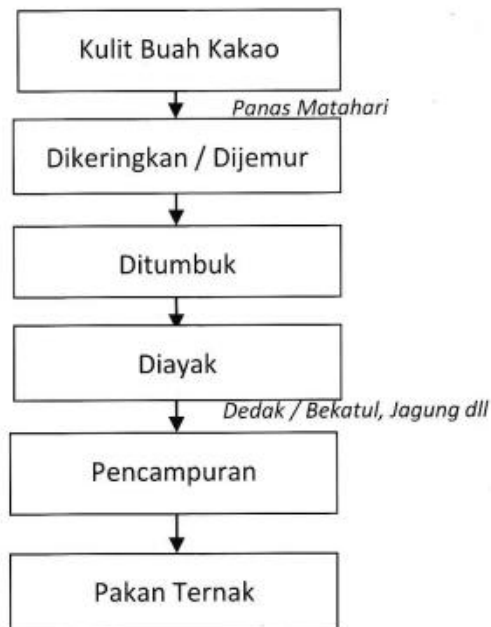 Kulit Buah Kakao
Panas Matahari
Dikeringkan / Dijemur
Ditumbuk
Diayak
Dedak / Bekatul, Jagung dll
Pencampuran
Pakan Ternak